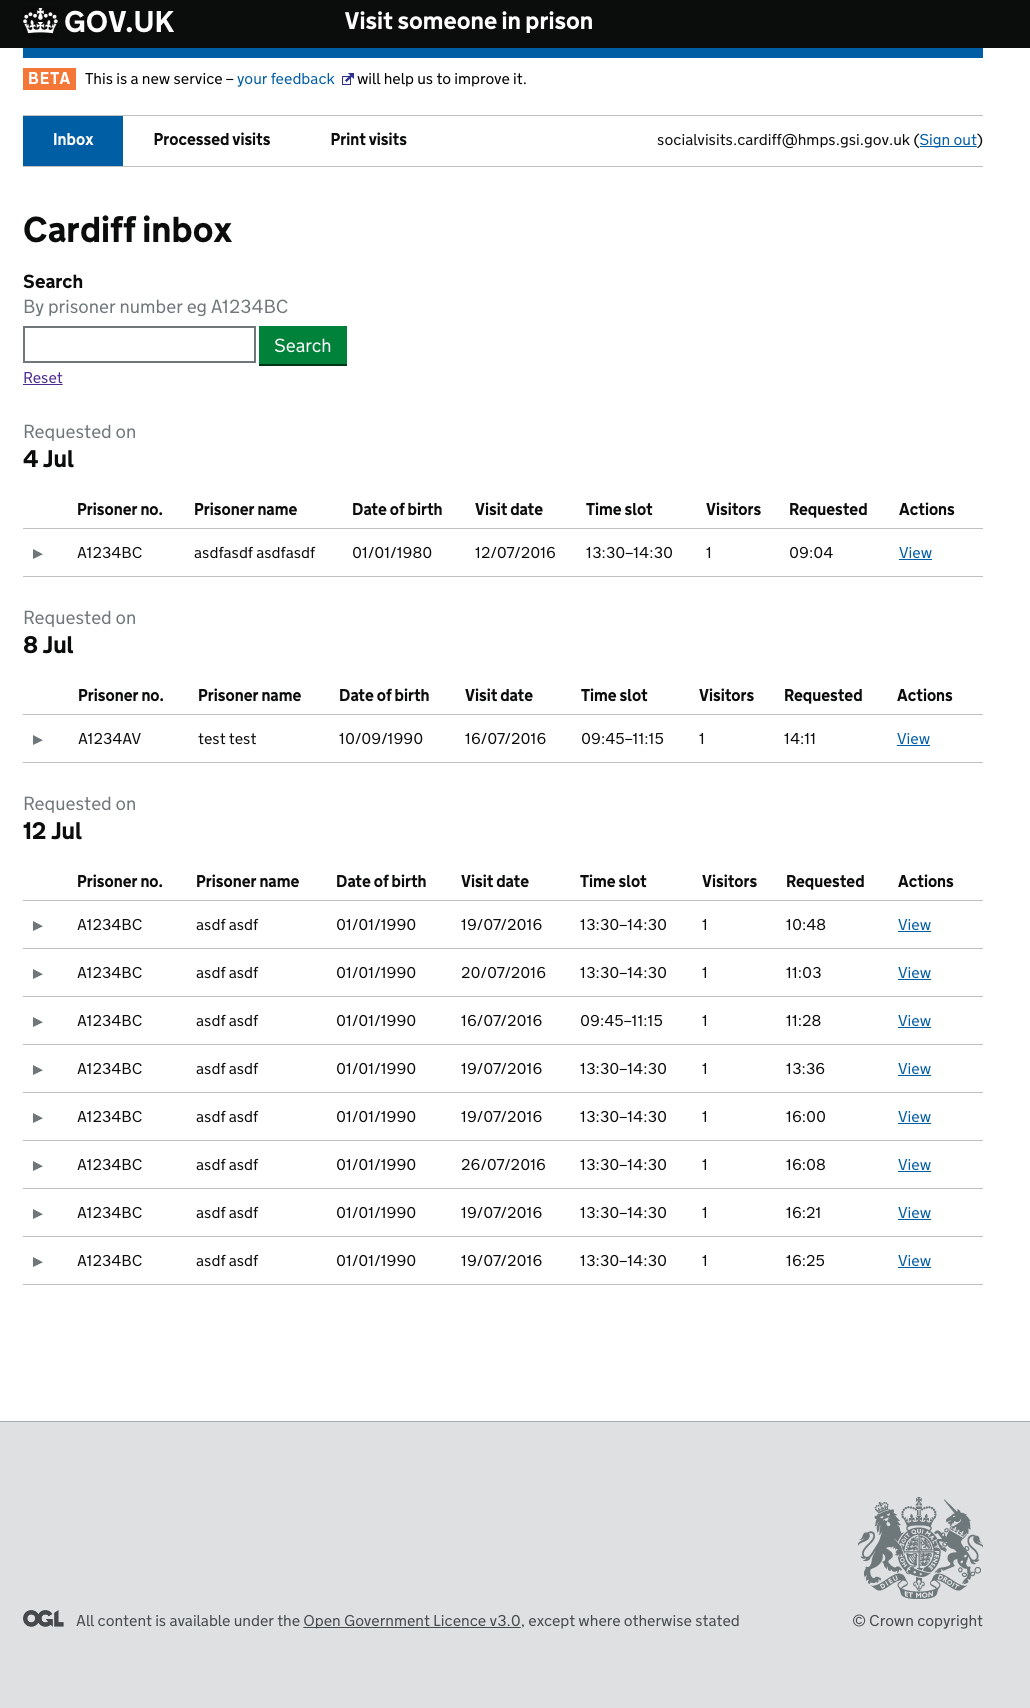 GOV.UK Visit someone in prison
BETA This is a new service – your feedback will help us to improve it.
Inbox Processed visits Print visits socialvisits.cardiff@hmps.gsi.gov.uk (Sign out)
Cardiff inbox
Search
By prisoner number eg A1234BC
Search
Reset
Requested on
4 Jul
Prisoner no. Prisoner name Date of birth Visit date Time slot Visitors Requested Actions
A1234BC asdfasdf asdfasdf 01/01/1980 12/07/2016 13:30–14:30 1 09:04 View
Requested on
8 Jul
Prisoner no. Prisoner name Date of birth Visit date Time slot Visitors Requested Actions
A1234AV test test 10/09/1990 16/07/2016 09:45–11:15 1 14:11 View
Requested on
12 Jul
Prisoner no. Prisoner name Date of birth Visit date Time slot Visitors Requested Actions
A1234BC asdf asdf 01/01/1990 19/07/2016 13:30–14:30 1 10:48 View
A1234BC asdf asdf 01/01/1990 20/07/2016 13:30–14:30 1 11:03 View
A1234BC asdf asdf 01/01/1990 16/07/2016 09:45–11:15 1 11:28 View
A1234BC asdf asdf 01/01/1990 19/07/2016 13:30–14:30 1 13:36 View
A1234BC asdf asdf 01/01/1990 19/07/2016 13:30–14:30 1 16:00 View
A1234BC asdf asdf 01/01/1990 26/07/2016 13:30–14:30 1 16:08 View
A1234BC asdf asdf 01/01/1990 19/07/2016 13:30–14:30 1 16:21 View
A1234BC asdf asdf 01/01/1990 19/07/2016 13:30–14:30 1 16:25 View
DIEU ET MON DROIT
OGL All content is available under the Open Government Licence v3.0, except where otherwise stated © Crown copyright